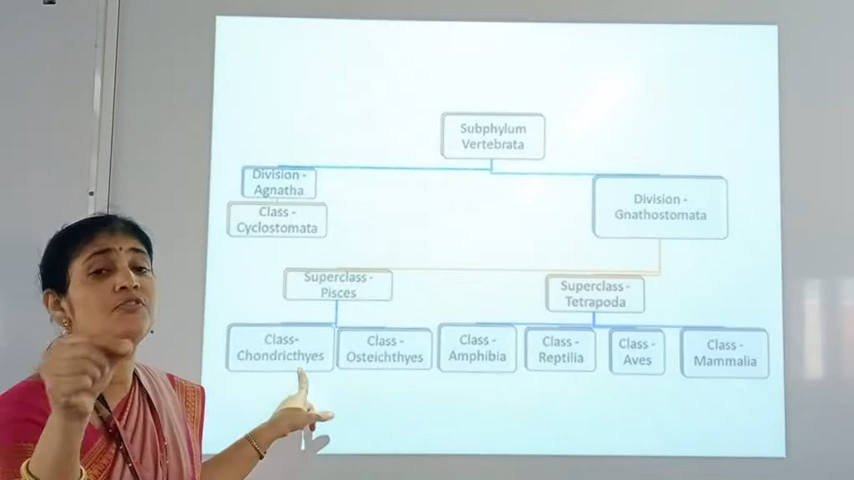 Subphylum
Vertebrata
Division -
Agnatha
Class -
Cyclostomata
Division -
Gnathostomata
Superclass-
Pisces
Superclass-
Tetrapoda
Class-
Chondricthyes
Class-
Osteichthyes
Class-
Amphibia
Class-
Reptilia
Class-
Aves
Class-
Mammalia